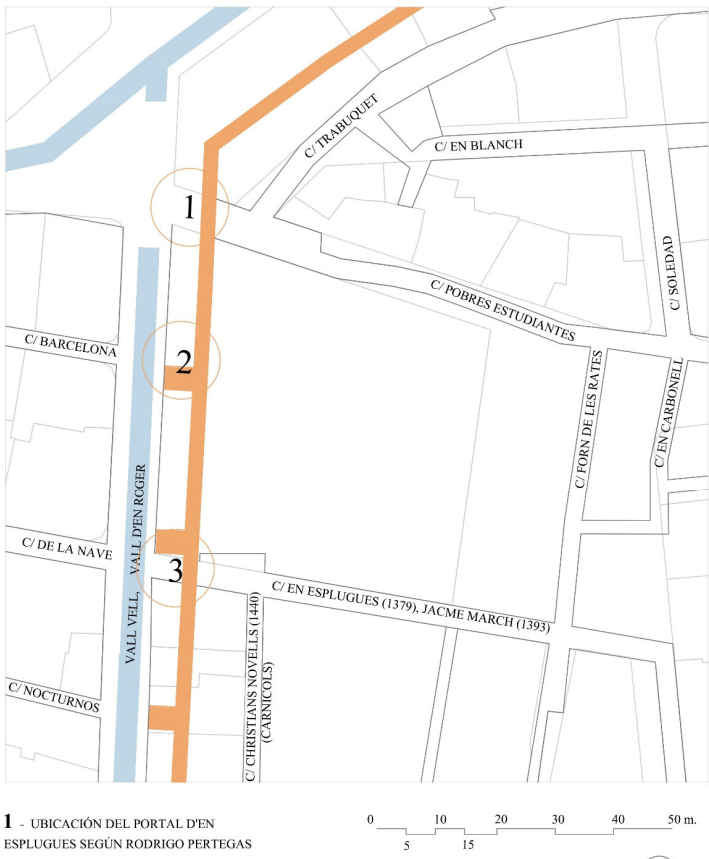 C/ TRABUQUET
C/ EN BLANCH
1
C/ SOLEDAD
C/ POBRES ESTUDIANTES
C/ BARCELONA
2
C/ FORN DE LES RATES
C/ EN CARBONELL
VALL VELL, VALL D'EN ROGER
C/ DE LA NAVE
3
C/ EN ESPLUGUES (1379), JACME MARCH (1393)
C/ CHRISTIANS NOVELLS (1440)
(CARNICOLS)
C/ NOCTURNOS
1 - UBICACIÓN DEL PORTAL D'EN
ESPLUGUES SEGÚN RODRIGO PERTEGAS
0 10 20 30 40 50 m.
5 15